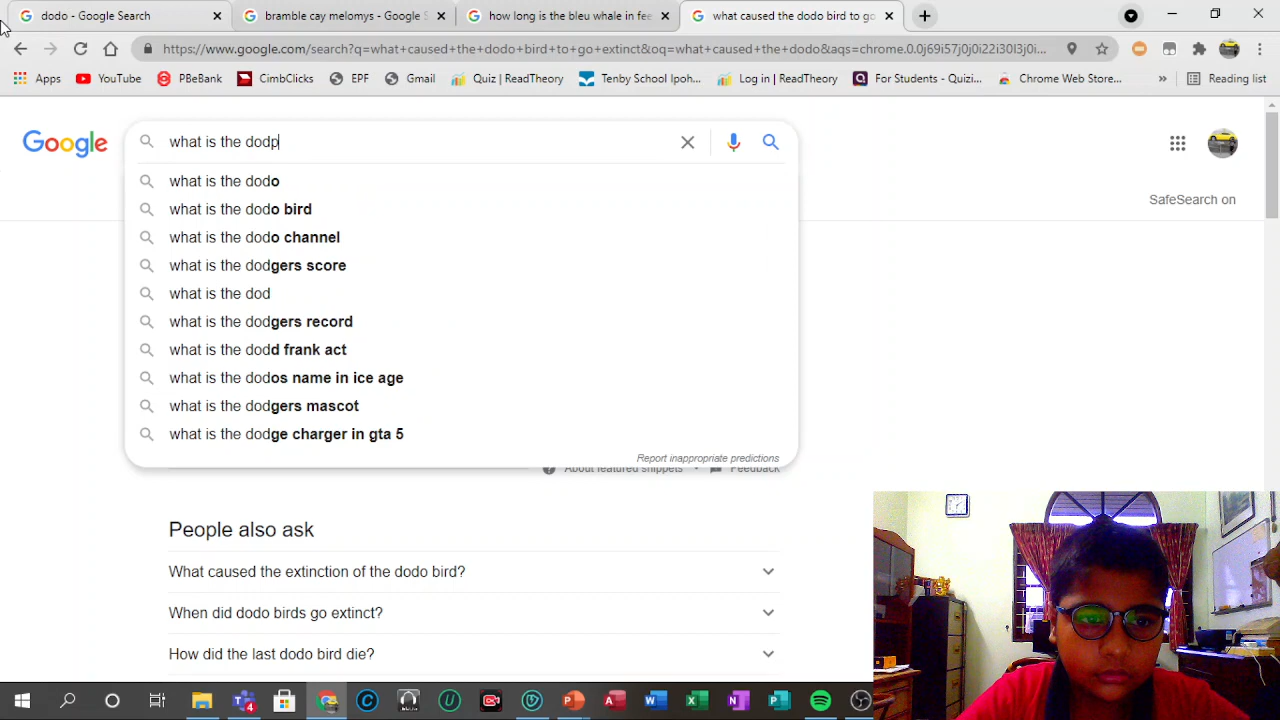 dodo - Google Search
bramble cay melomys - Google S
how long is the bleu whale in fee
what caused the dodo bird to go
https://www.google.com/search?q=what+caused+the+dodo+bird+to+go+extinct&oq=what+caused+the+dodo&aqs=chrome.0.0j69i57j0j0i22i30l3j0i...
Apps
YouTube
PBeBank
CimbClicks
EPF
Gmail
Quiz | ReadTheory
Tenby School Ipoh...
Log in | ReadTheory
For Students - Quizi...
Chrome Web Store...
»
Reading list
Google
what is the dodp
what is the dodo
what is the dodo bird
what is the dodo channel
what is the dodgers score
what is the dod
what is the dodgers record
what is the dodd frank act
what is the dodos name in ice age
what is the dodgers mascot
what is the dodge charger in gta 5
Report inappropriate predictions
SafeSearch on
About featured snippets
Feedback
People also ask
What caused the extinction of the dodo bird?
When did dodo birds go extinct?
How did the last dodo bird die?
4